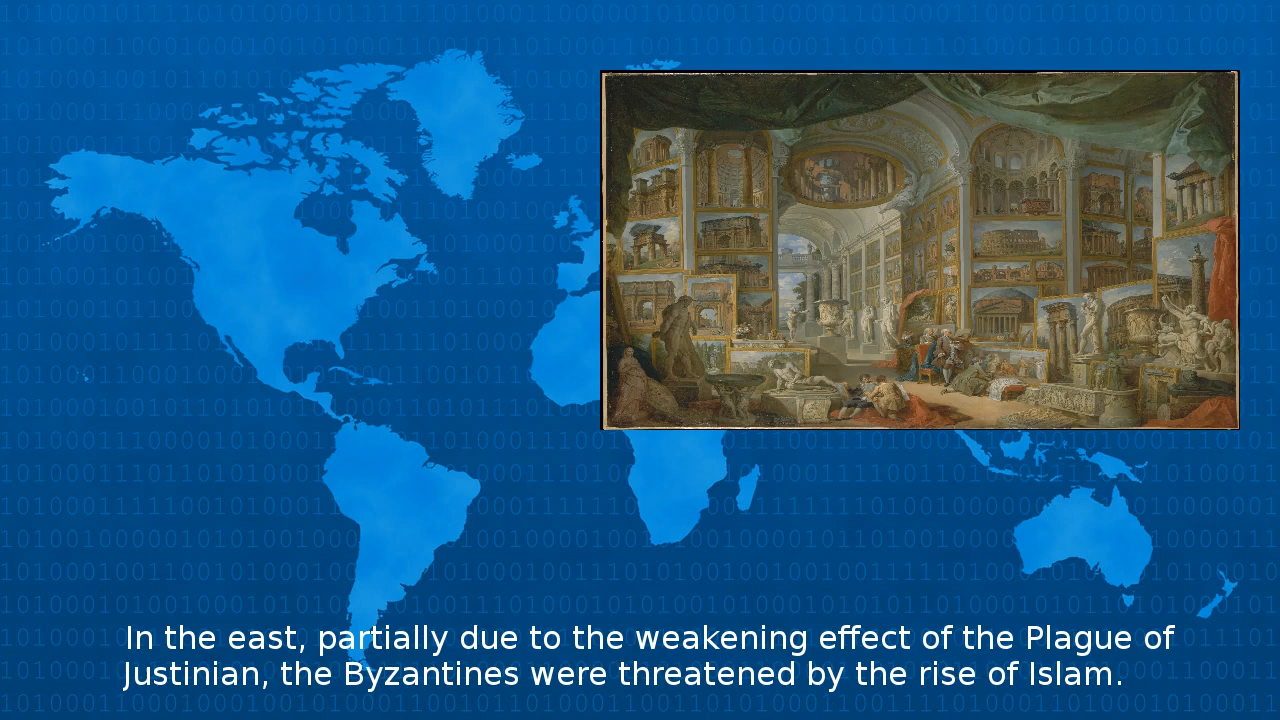 In the east, partially due to the weakening effect of the Plague of
Justinian, the Byzantines were threatened by the rise of Islam.